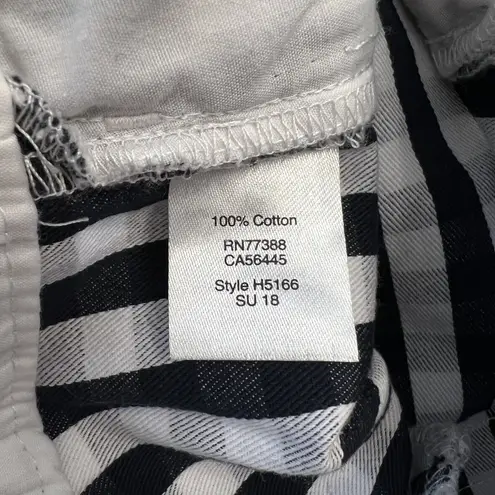 100% Cotton
RN77388
CA56445
Style H5166
SU 18